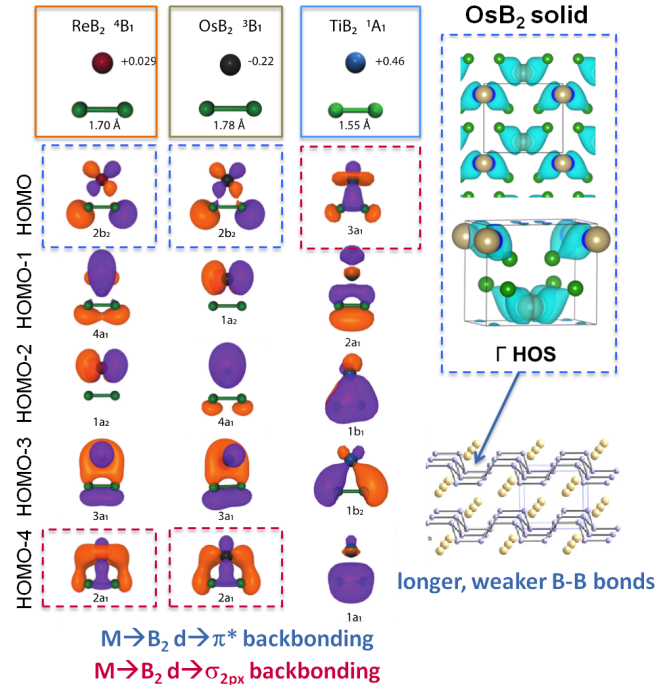 ReB₂ ⁴B₁
OsB₂ ³B₁
TiB₂ ¹A₁
OsB₂ solid
+0.029
-0.22
+0.46
1.70 Å
1.78 Å
1.55 Å
HOMO
2b₂
2b₂
3a₁
HOMO-1
4a₁
1a₂
2a₁
HOMO-2
1a₂
4a₁
1b₁
Γ HOS
HOMO-3
3a₁
3a₁
1b₂
HOMO-4
2a₁
2a₁
1a₁
longer, weaker B-B bonds
M→B₂ d→π* backbonding
M→B₂ d→σ₂ₚₓ backbonding